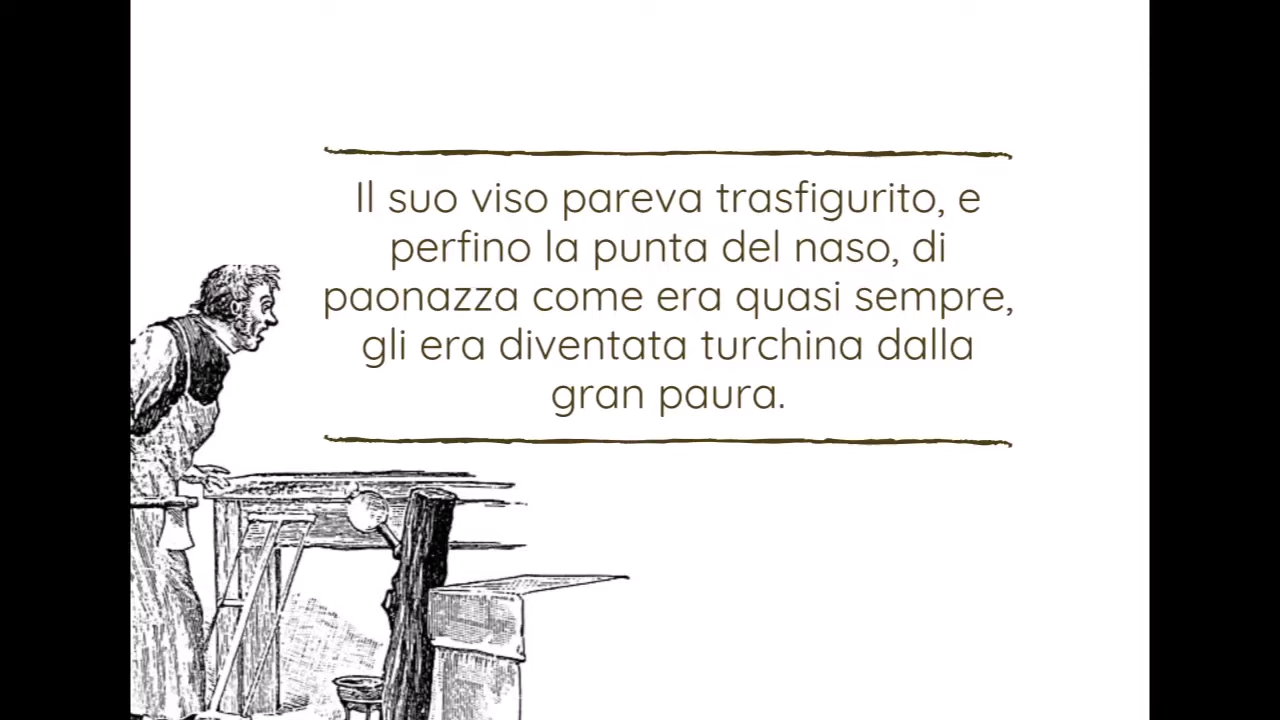 Il suo viso pareva trasfigurito, e
perfino la punta del naso, di
paonazza come era quasi sempre,
gli era diventata turchina dalla
gran paura.